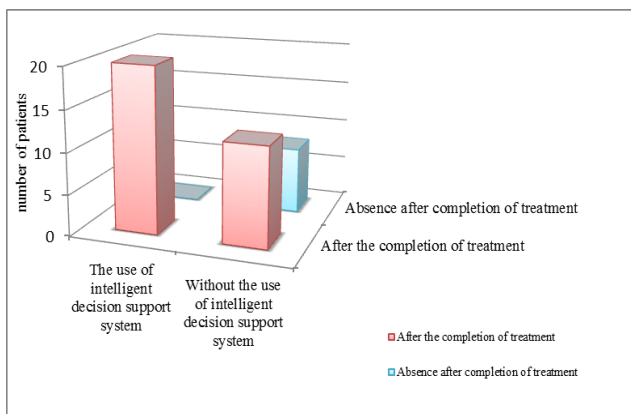 20
15
10
5
0
number of patients
Absence after completion of treatment
After the completion of treatment
The use of
intelligent
decision support
system
Without the use
of intelligent
decision support
system
After the completion of treatment
Absence after completion of treatment